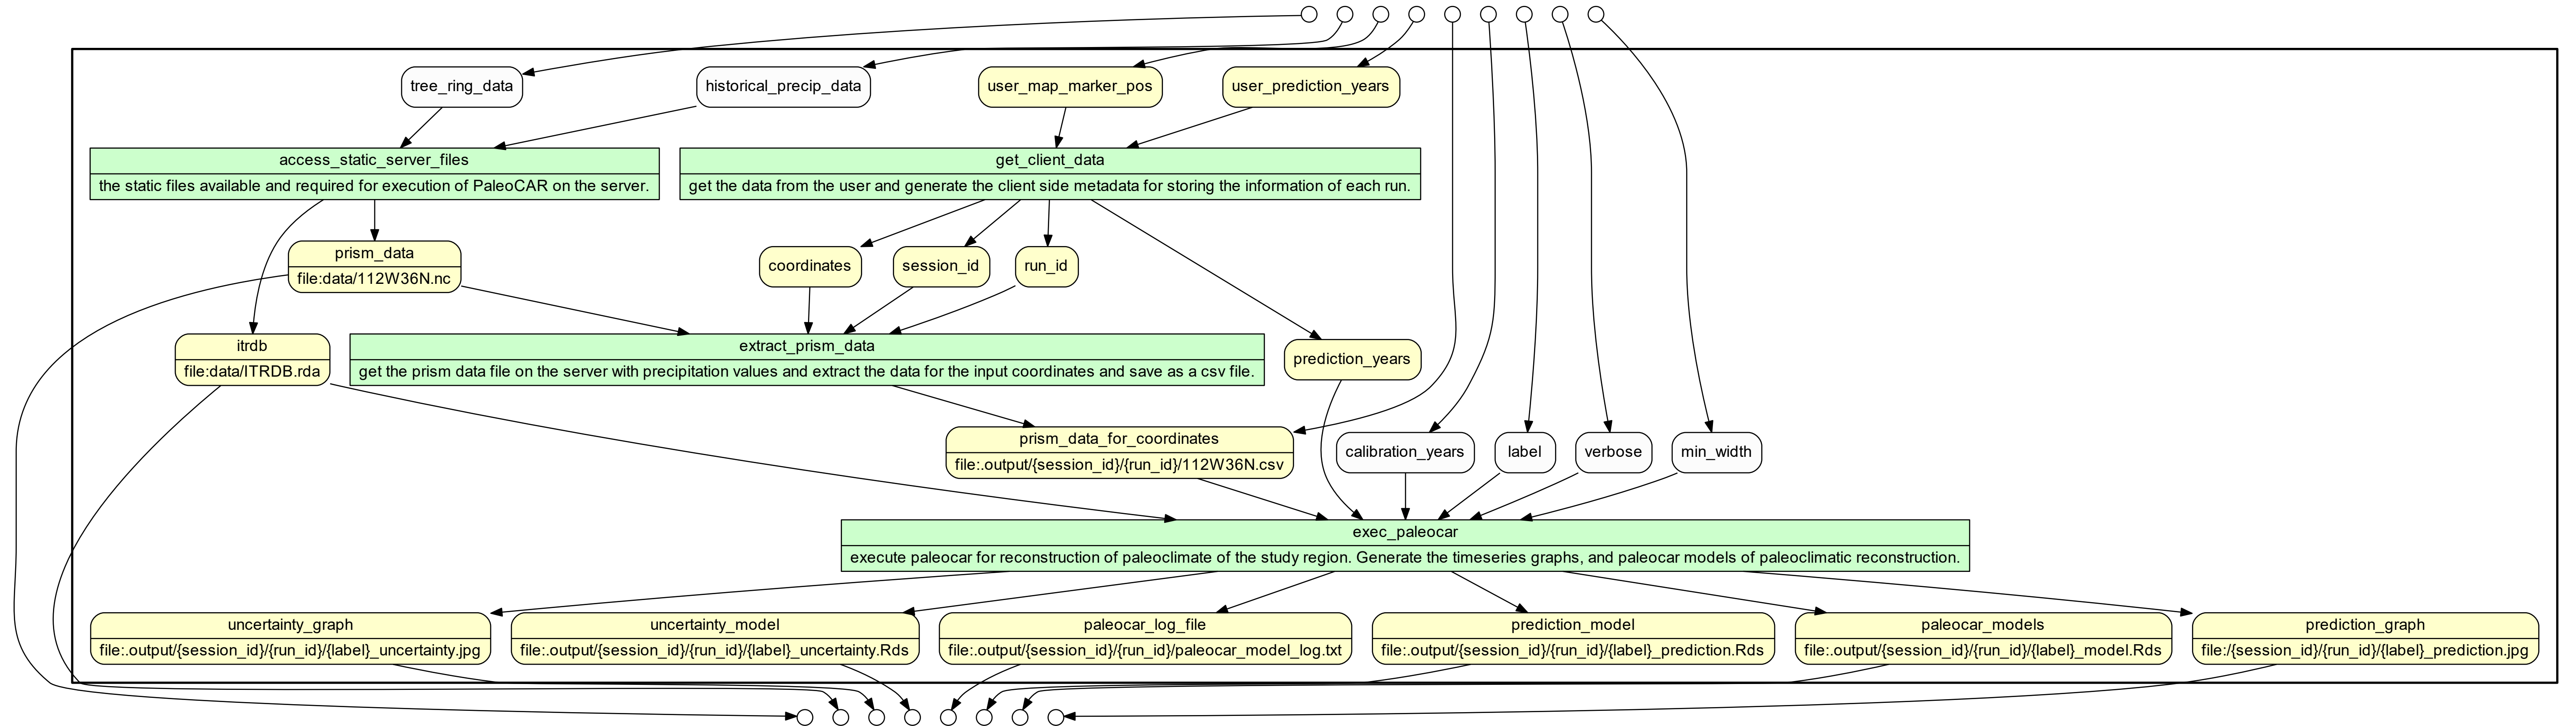 tree_ring_data
historical_precip_data
user_map_marker_pos
user_prediction_years
access_static_server_files
the static files available and required for execution of PaleoCAR on the server.
get_client_data
get the data from the user and generate the client side metadata for storing the information of each run.
prism_data
file:data/112W36N.nc
coordinates
session_id
run_id
itrdb
file:data/ITRDB.rda
extract_prism_data
get the prism data file on the server with precipitation values and extract the data for the input coordinates and save as a csv file.
prediction_years
prism_data_for_coordinates
file:.output/{session_id}/{run_id}/112W36N.csv
calibration_years
label
verbose
min_width
exec_paleocar
execute paleocar for reconstruction of paleoclimate of the study region. Generate the timeseries graphs, and paleocar models of paleoclimatic reconstruction.
uncertainty_graph
file:.output/{session_id}/{run_id}/{label}_uncertainty.jpg
uncertainty_model
file:.output/{session_id}/{run_id}/{label}_uncertainty.Rds
paleocar_log_file
file:.output/{session_id}/{run_id}/paleocar_model_log.txt
prediction_model
file:.output/{session_id}/{run_id}/{label}_prediction.Rds
paleocar_models
file:.output/{session_id}/{run_id}/{label}_model.Rds
prediction_graph
file:/{session_id}/{run_id}/{label}_prediction.jpg